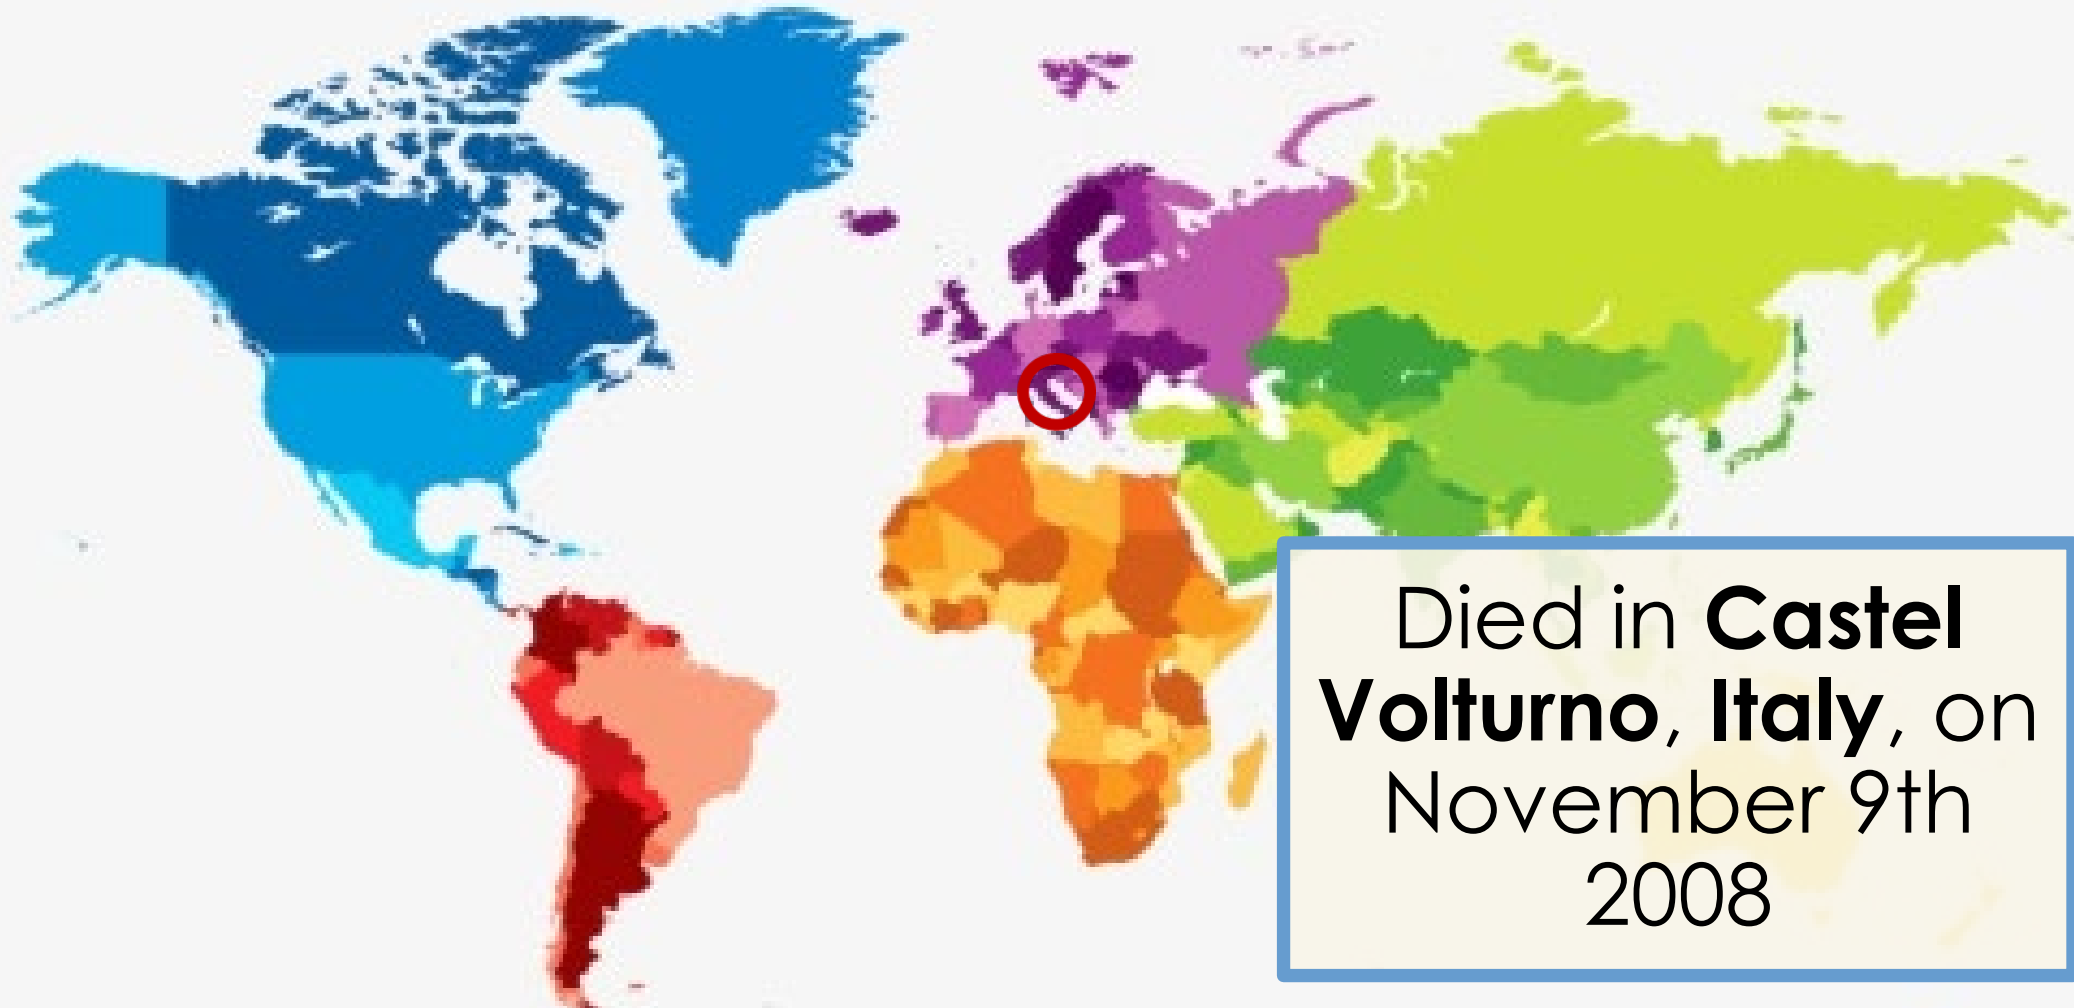 Died in Castel
Volturno, Italy, on
November 9th
2008